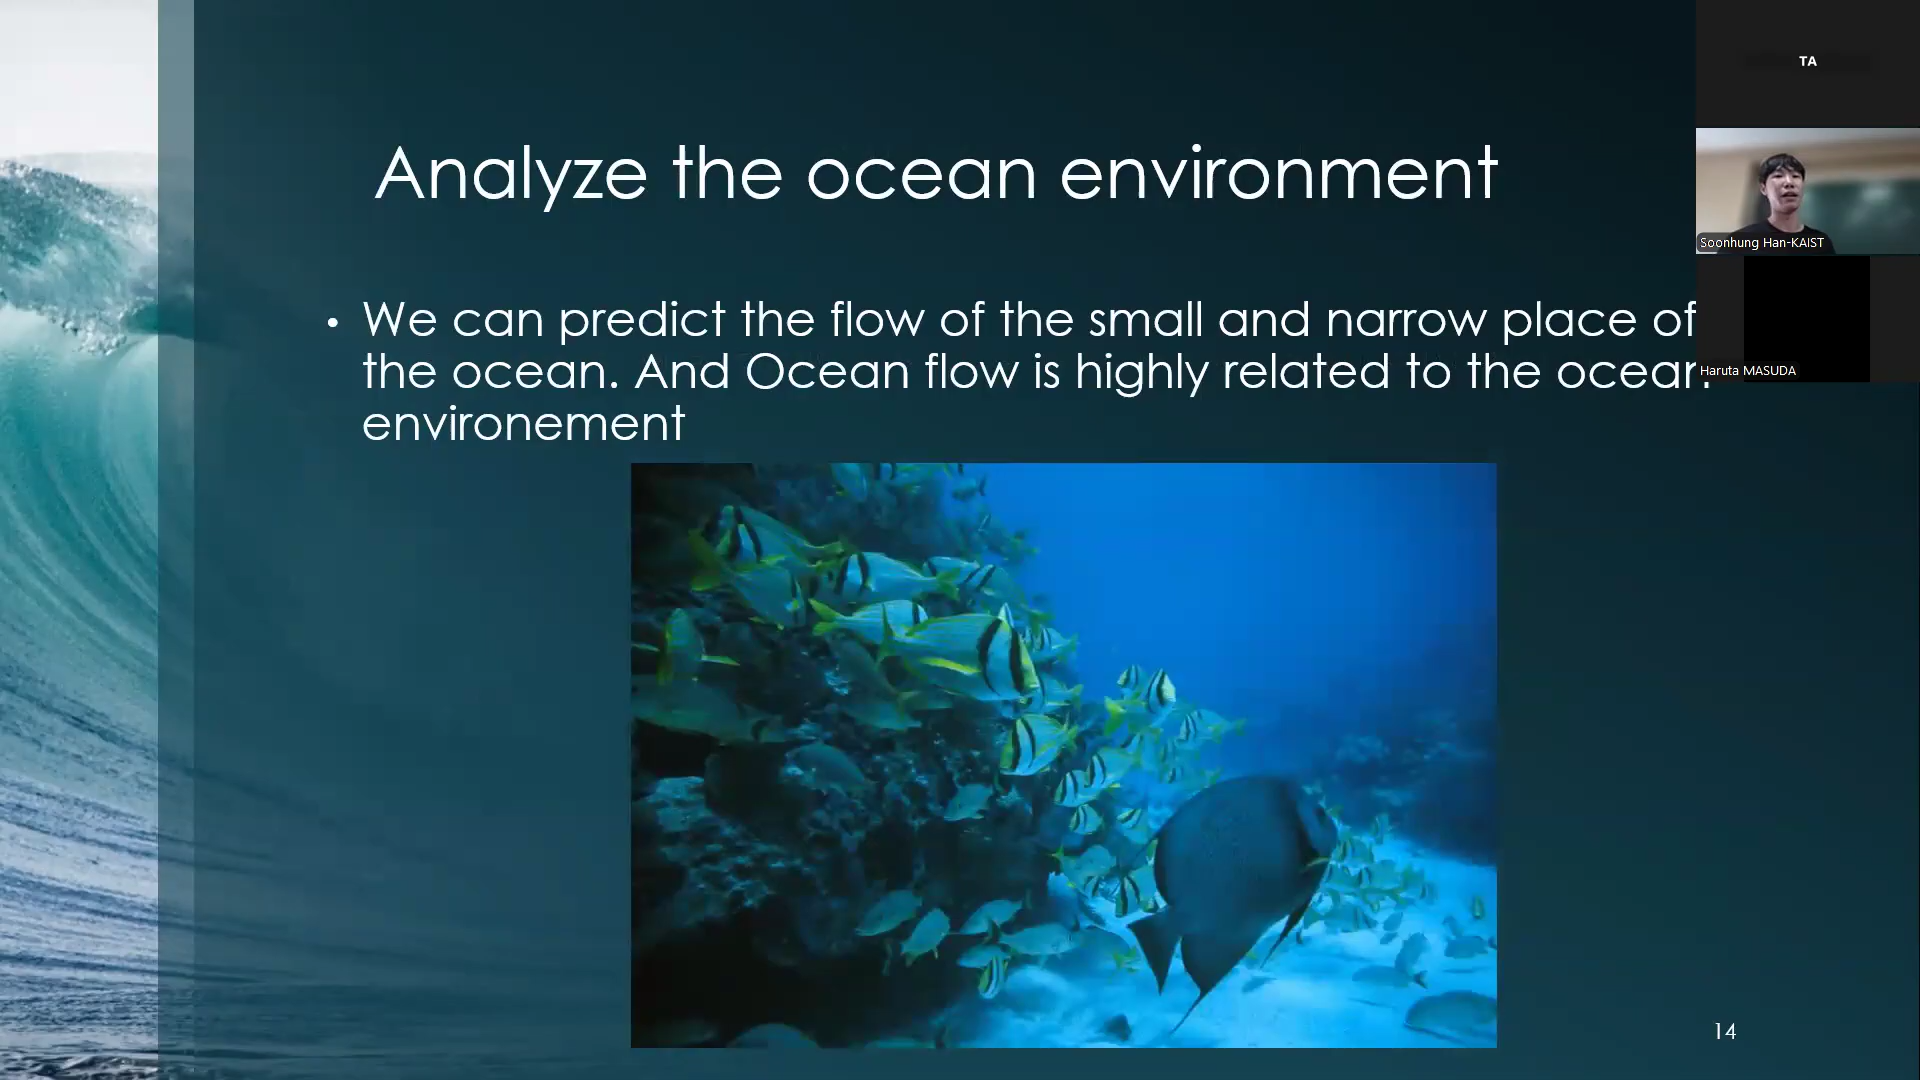 Analyze the ocean environment
• We can predict the flow of the small and narrow place of
the ocean. And Ocean flow is highly related to the ocean
environement
14
TA
Soonhung Han-KAIST
Haruta MASUDA